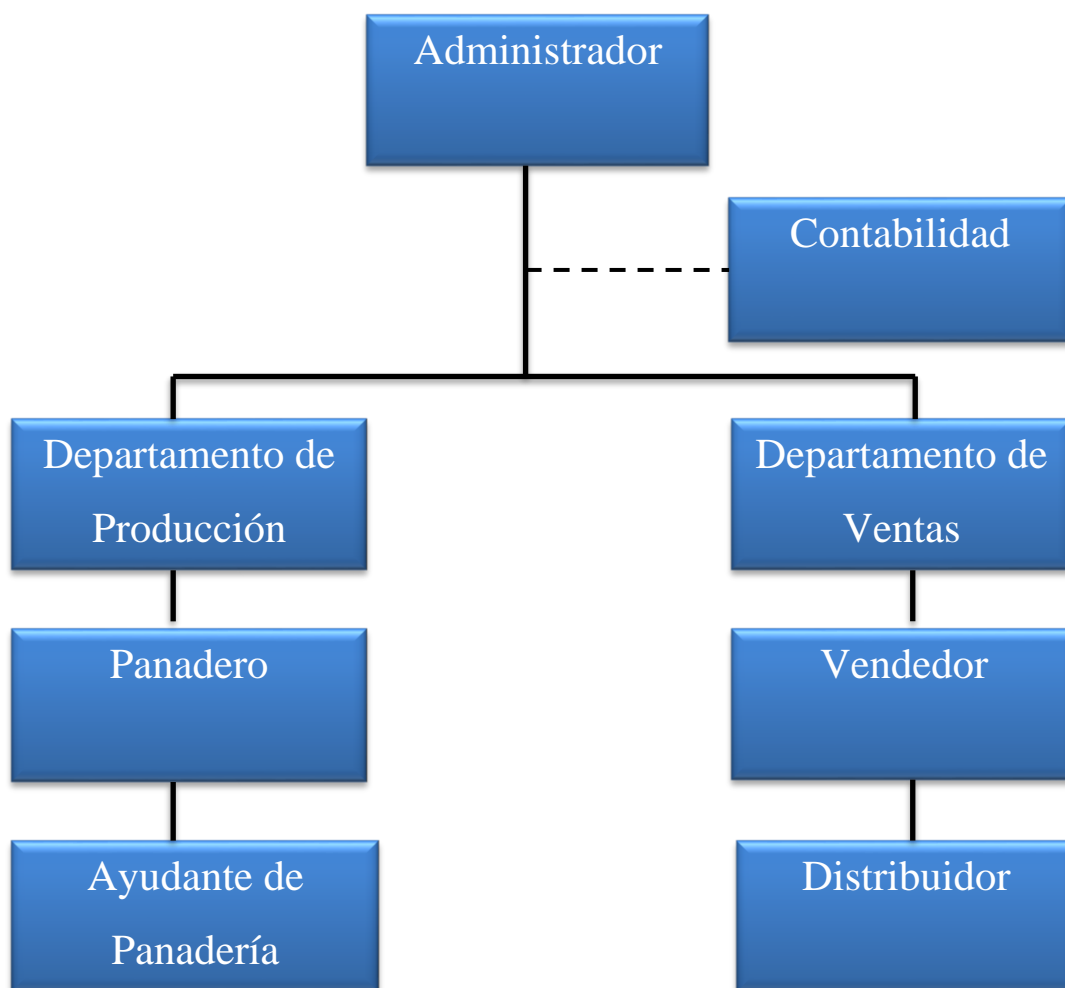 Administrador
Contabilidad
Departamento de
Producción
Departamento de
Ventas
Panadero
Vendedor
Ayudante de
Panadería
Distribuidor